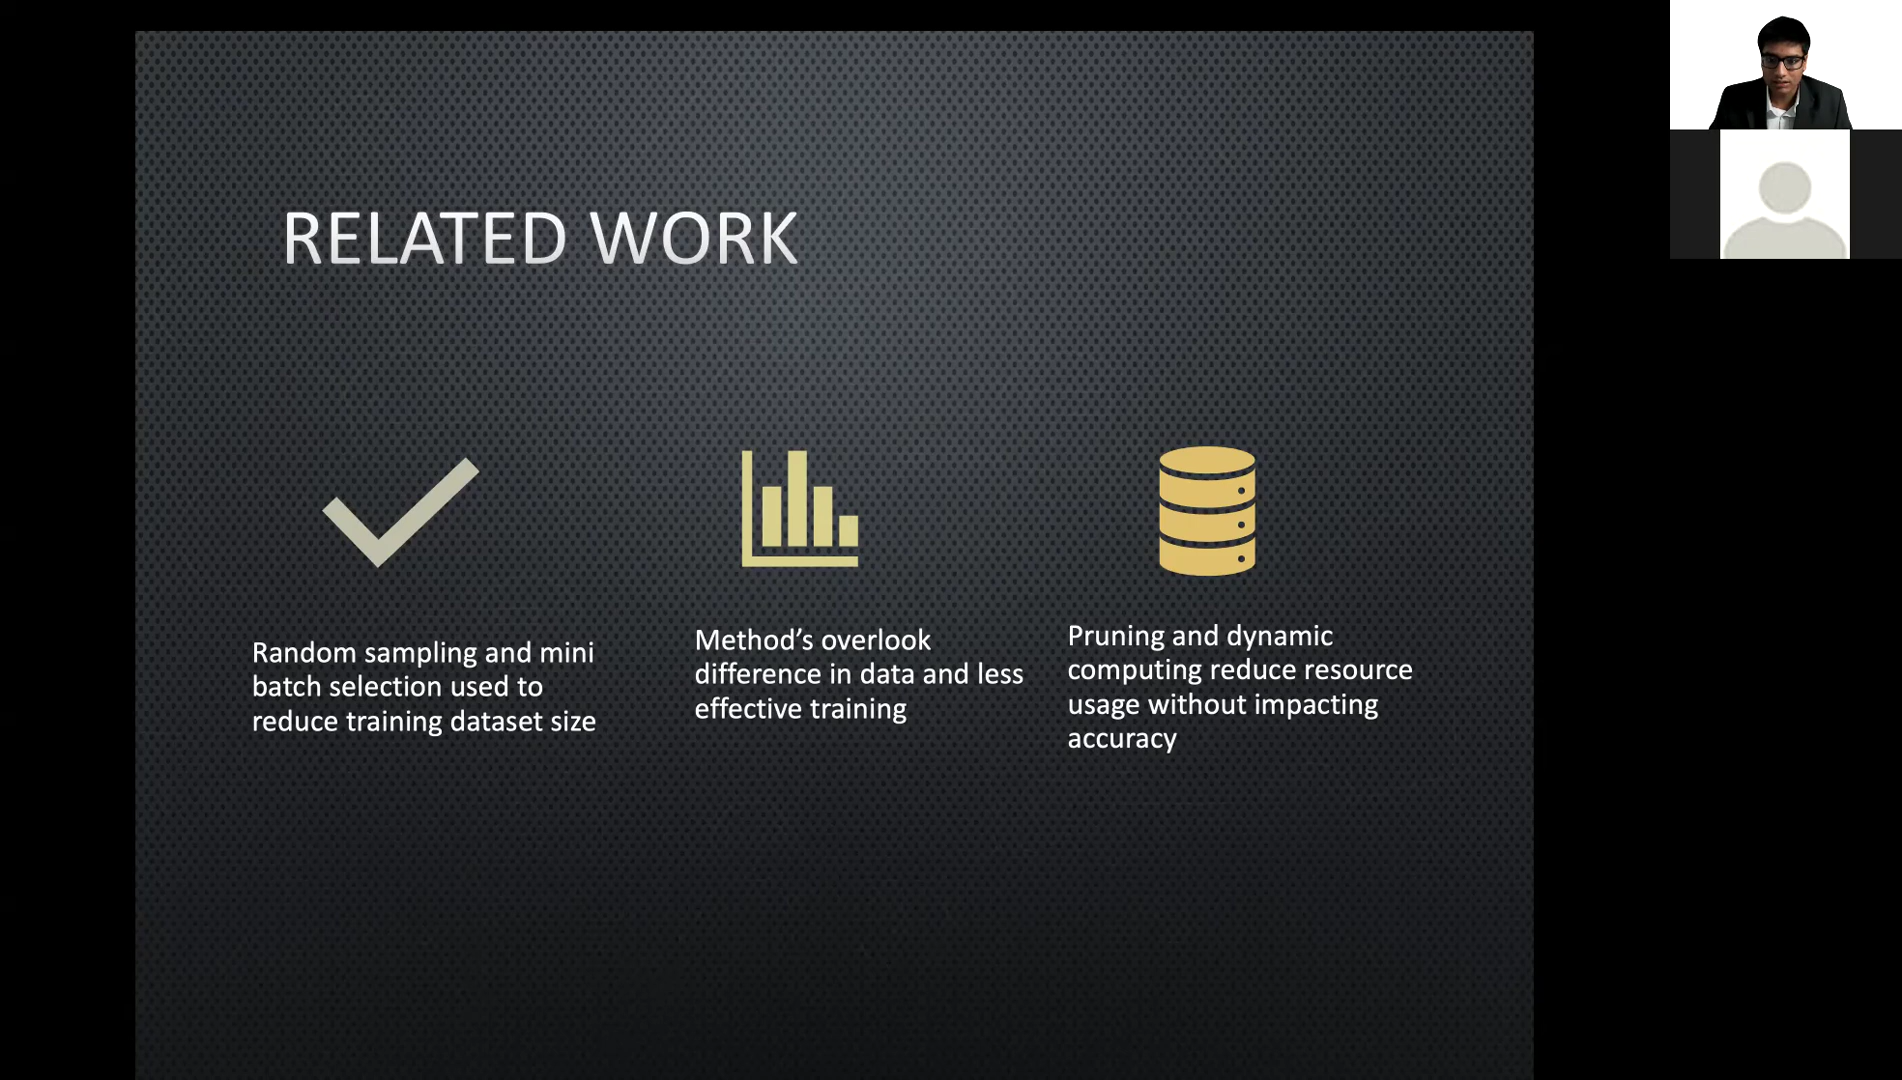 RELATED WORK
Random sampling and mini
batch selection used to
reduce training dataset size
Method’s overlook
difference in data and less
effective training
Pruning and dynamic
computing reduce resource
usage without impacting
accuracy